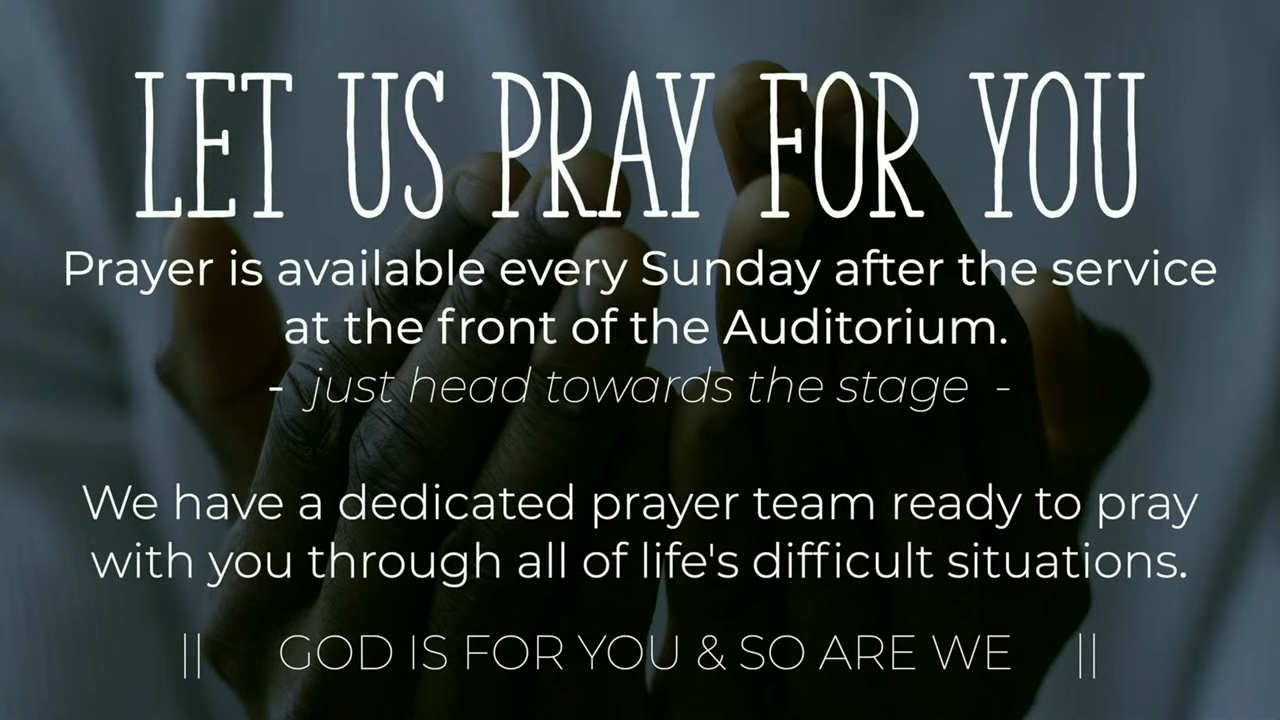 LET US PRAY FOR YOU
Prayer is available every Sunday after the service
at the front of the Auditorium.
- just head towards the stage -
We have a dedicated prayer team ready to pray
with you through all of life's difficult situations.
|| GOD IS FOR YOU & SO ARE WE ||